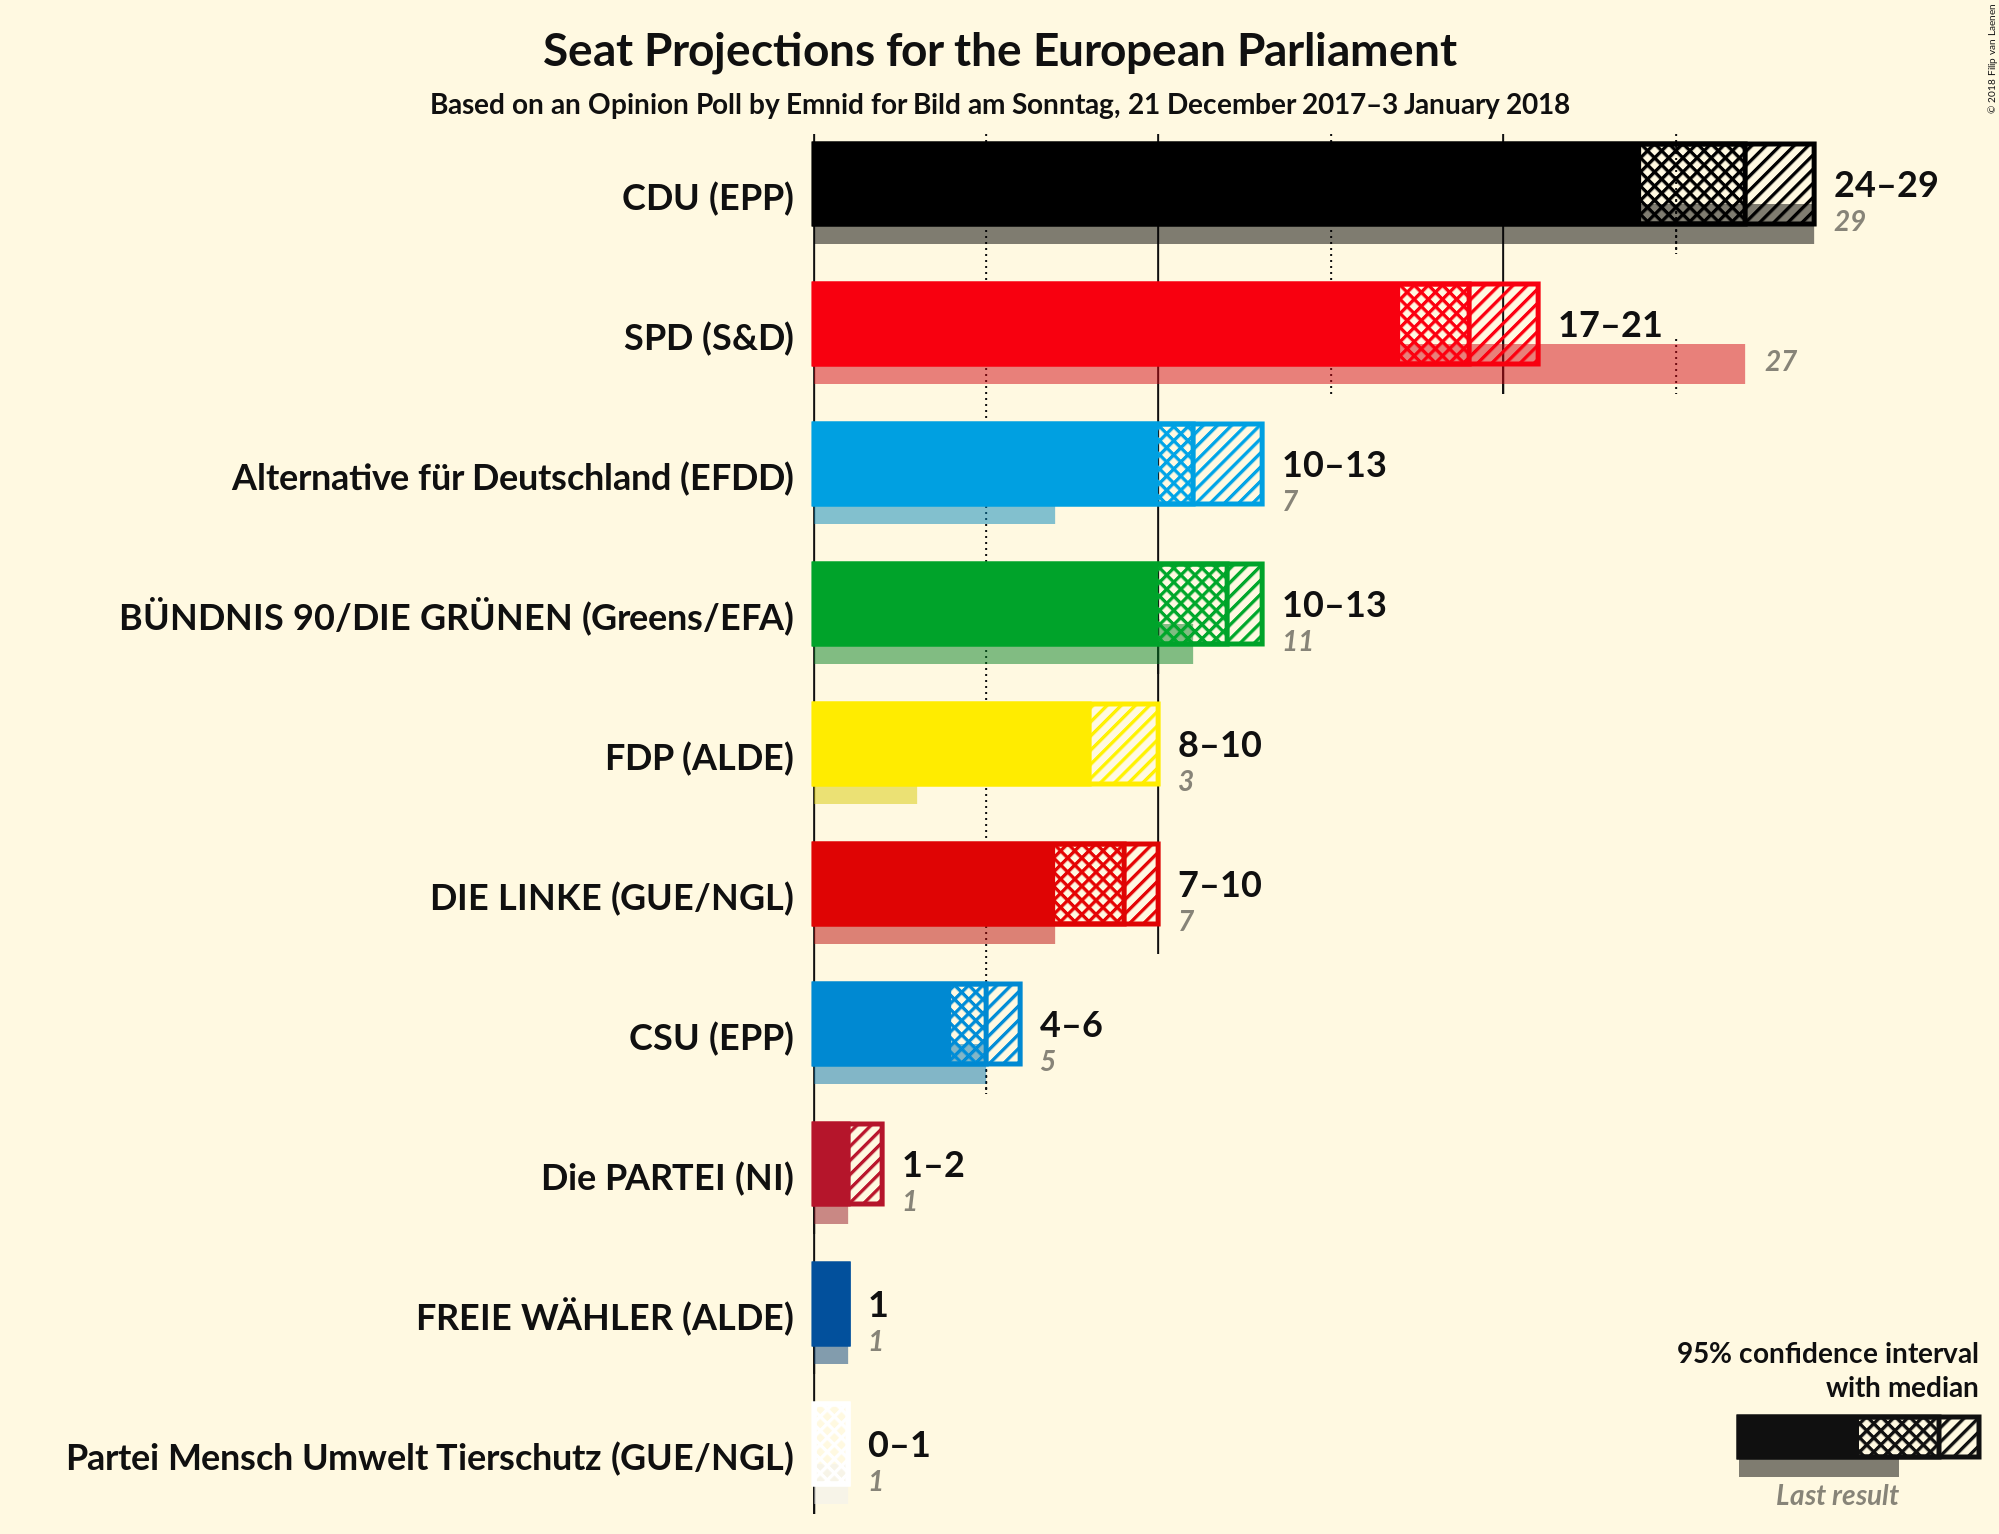 Seat Projections for the European Parliament
Based on an Opinion Poll by Emnid for Bild am Sonntag, 21 December 2017–3 January 2018
© 2018 Filip van Laenen
CDU (EPP)
24–29
29
SPD (S&D)
17–21
27
Alternative für Deutschland (EFDD)
10–13
7
BÜNDNIS 90/DIE GRÜNEN (Greens/EFA)
10–13
11
FDP (ALDE)
8–10
3
DIE LINKE (GUE/NGL)
7–10
7
CSU (EPP)
4–6
5
Die PARTEI (NI)
1–2
1
FREIE WÄHLER (ALDE)
1
1
Partei Mensch Umwelt Tierschutz (GUE/NGL)
0–1
1
95% confidence interval
with median
Last result